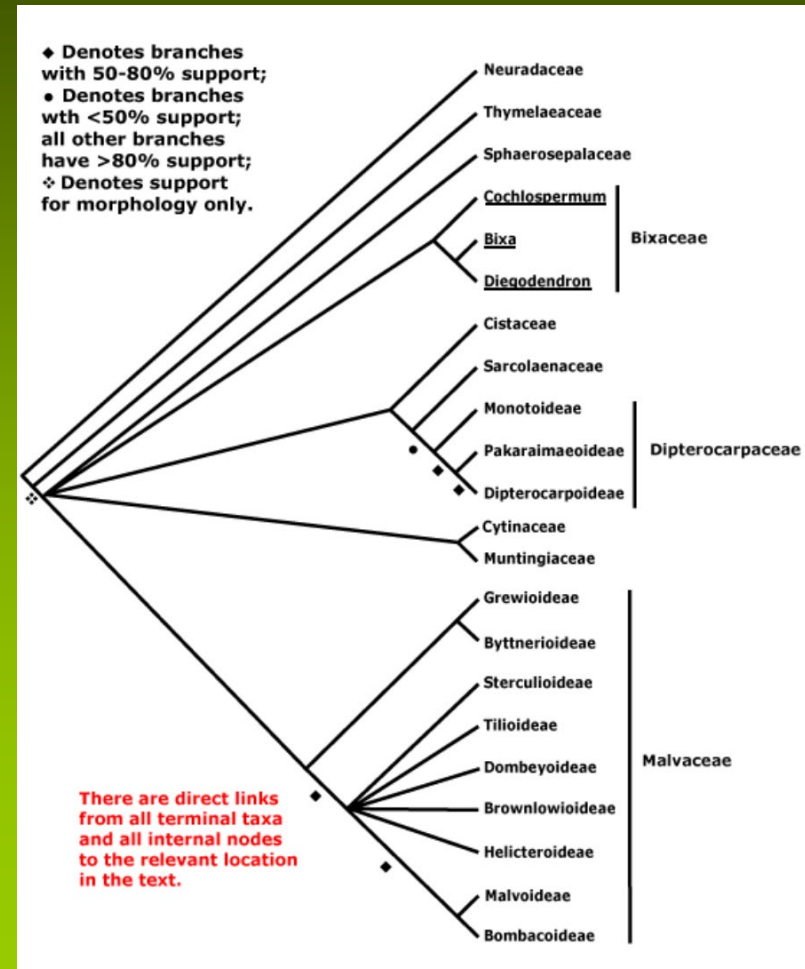 ◆ Denotes branches
with 50-80% support;
● Denotes branches
wth <50% support;
all other branches
have >80% support;
❖ Denotes support
for morphology only.
Neuradaceae
Thymelaeaceae
Sphaerosepalaceae
Cochlospermum
Bixa
Diegodendron
Bixaceae
Cistaceae
Sarcolaenaceae
Monotoideae
Pakaraimaeoideae
Dipterocarpoideae
Dipterocarpaceae
Cytinaceae
Muntingiaceae
Grewioideae
Byttnerioideae
Sterculioideae
Tilioideae
Dombeyoideae
Brownlowioideae
Helicteroideae
Malvoideae
Bombacoideae
Malvaceae
There are direct links
from all terminal taxa
and all internal nodes
to the relevant location
in the text.